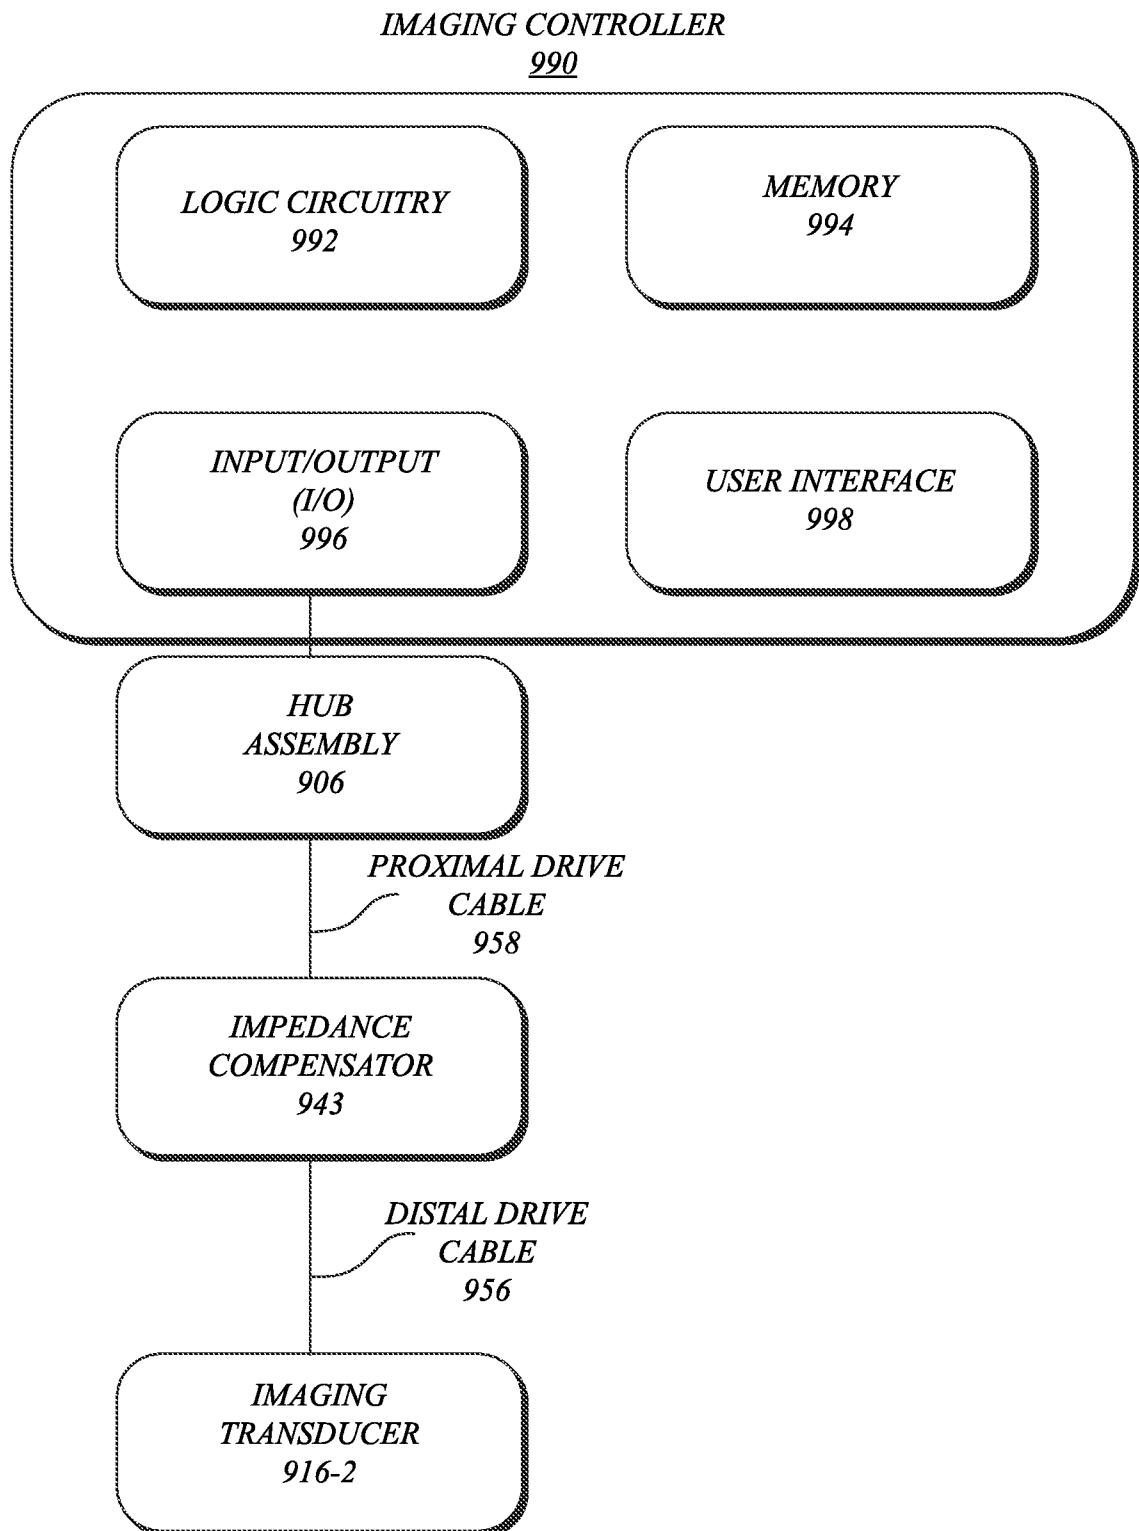 IMAGING CONTROLLER
990
LOGIC CIRCUITRY
992
MEMORY
994
INPUT/OUTPUT
(I/O)
996
USER INTERFACE
998
HUB
ASSEMBLY
906
PROXIMAL DRIVE
CABLE
958
IMPEDANCE
COMPENSATOR
943
DISTAL DRIVE
CABLE
956
IMAGING
TRANSDUCER
916-2